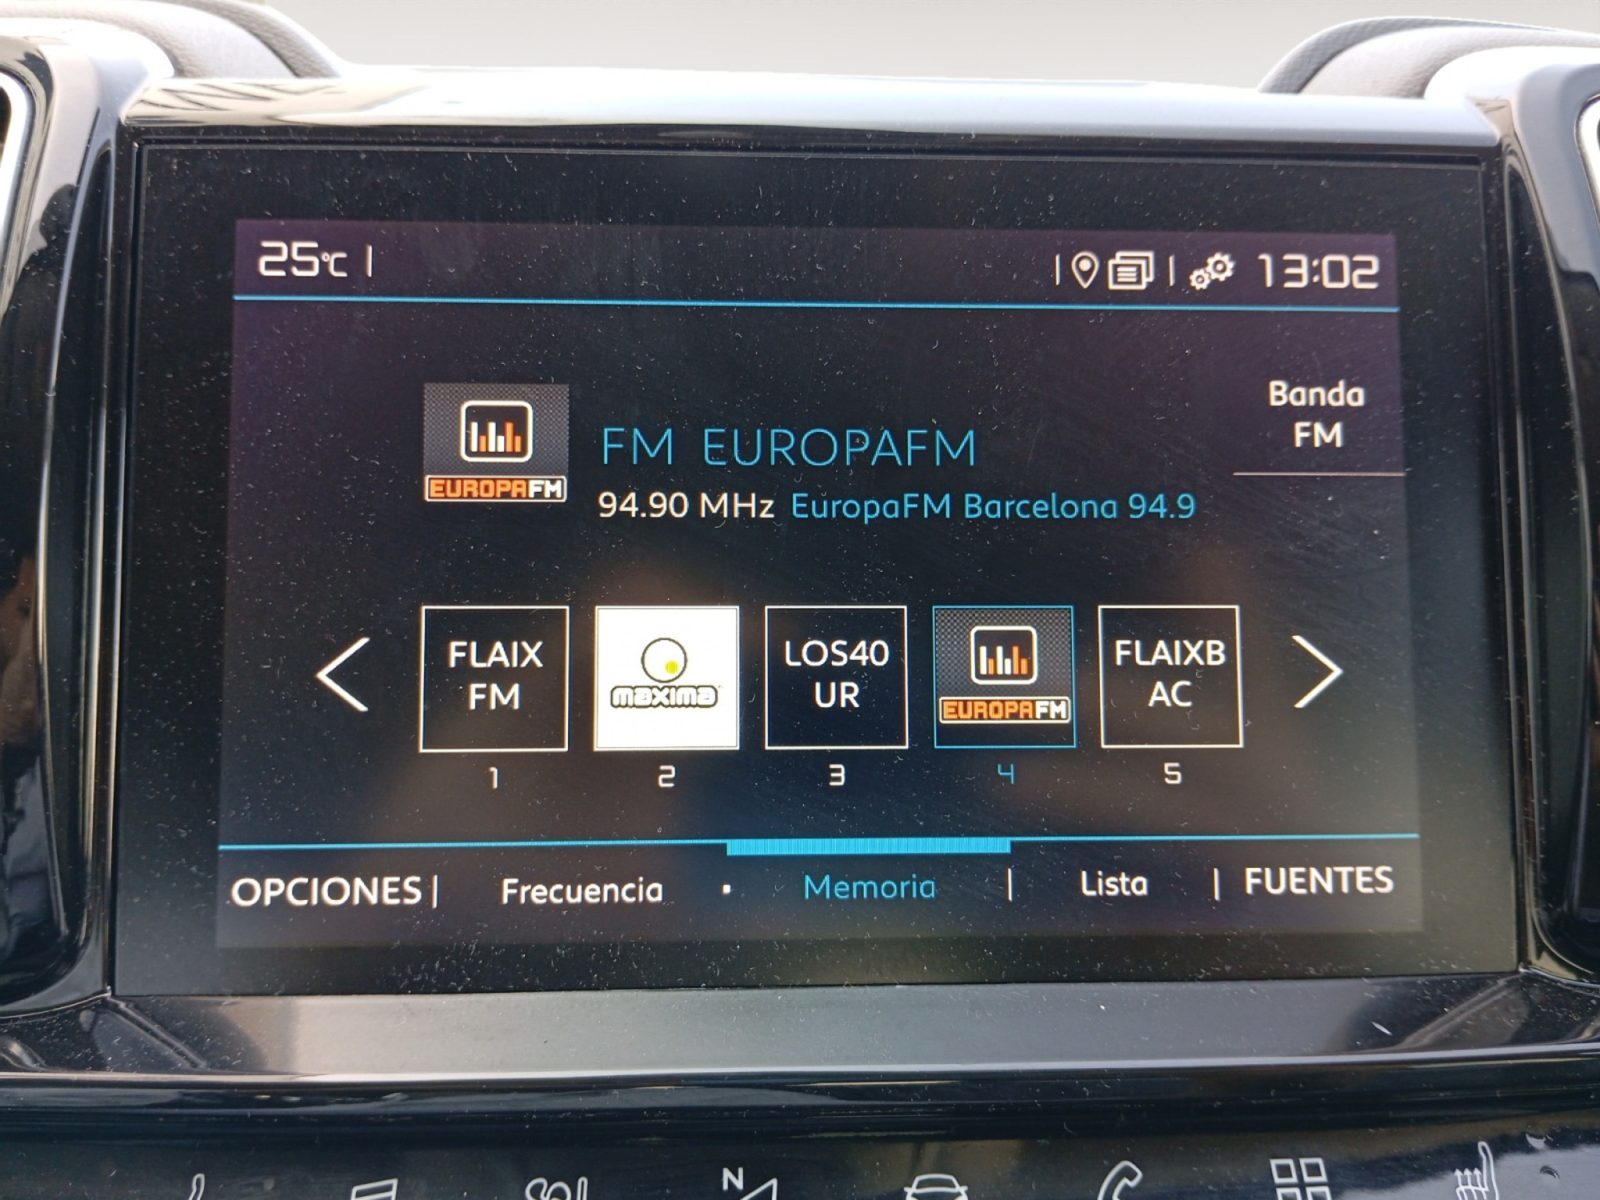 25°C
13:02
Banda
FM
EUROPAFM
FM EUROPAFM
94.90 MHz EuropaFM Barcelona 94.9
FLAIX
FM
maxima
LOS40
UR
EUROPAFM
FLAIXB
AC
1 2 3 4 5
OPCIONES Frecuencia Memoria Lista FUENTES
N